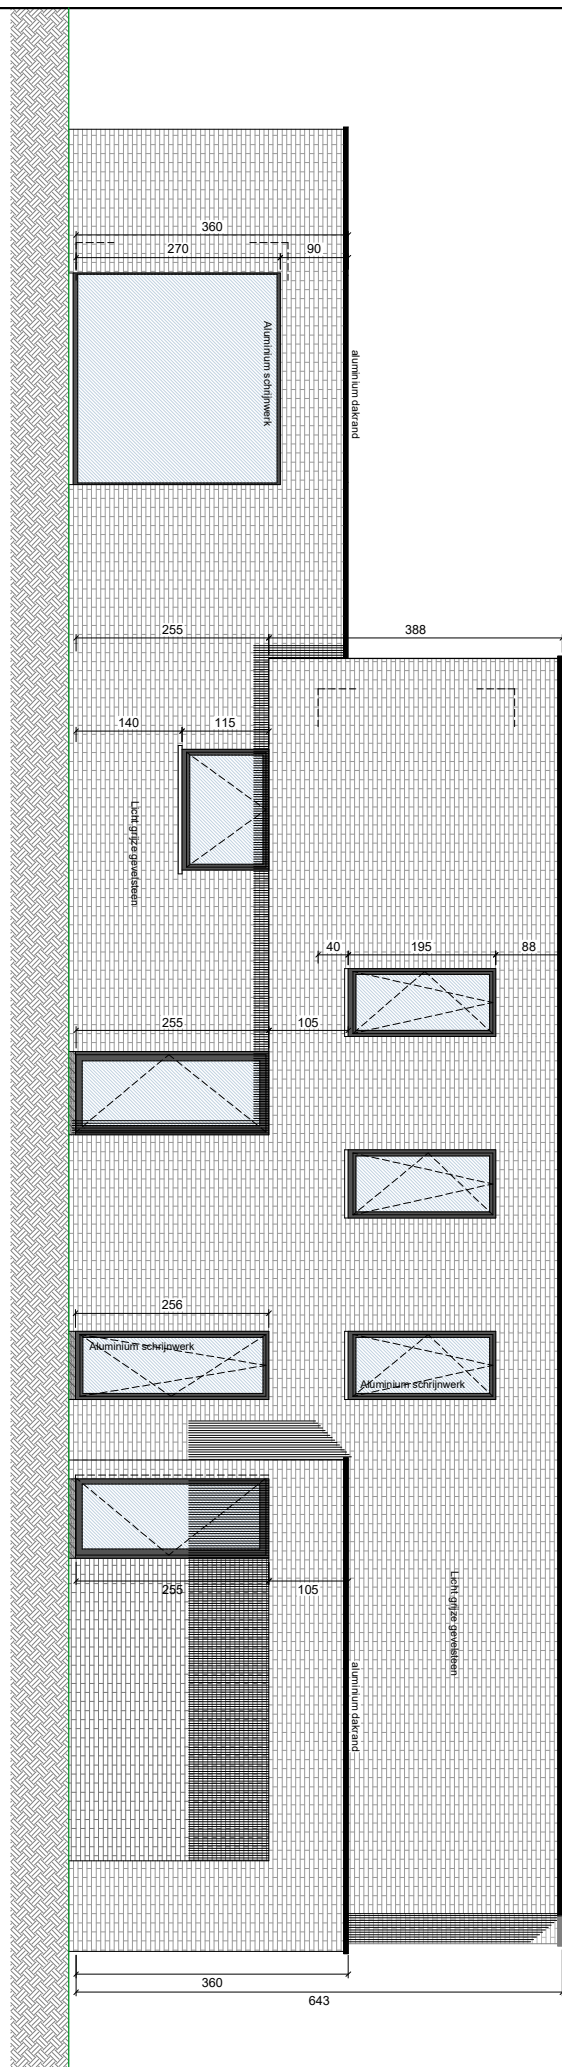 360
270
90
Aluminium schrijnwerk
aluminium dakrand
255
388
140
115
Licht grijze gevelsteen
40
195
88
255
105
256
Aluminium schrijnwerk
Aluminium schrijnwerk
255
105
Licht grijze gevelsteen
aluminium dakrand
360
643